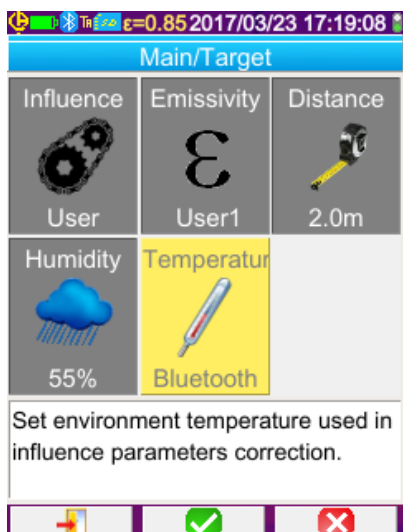 ε=0.85 2017/03/23 17:19:08
Main/Target
Influence Emissivity Distance
ε
User User1 2.0m
Humidity Temperatur
55% Bluetooth
Set environment temperature used in
influence parameters correction.